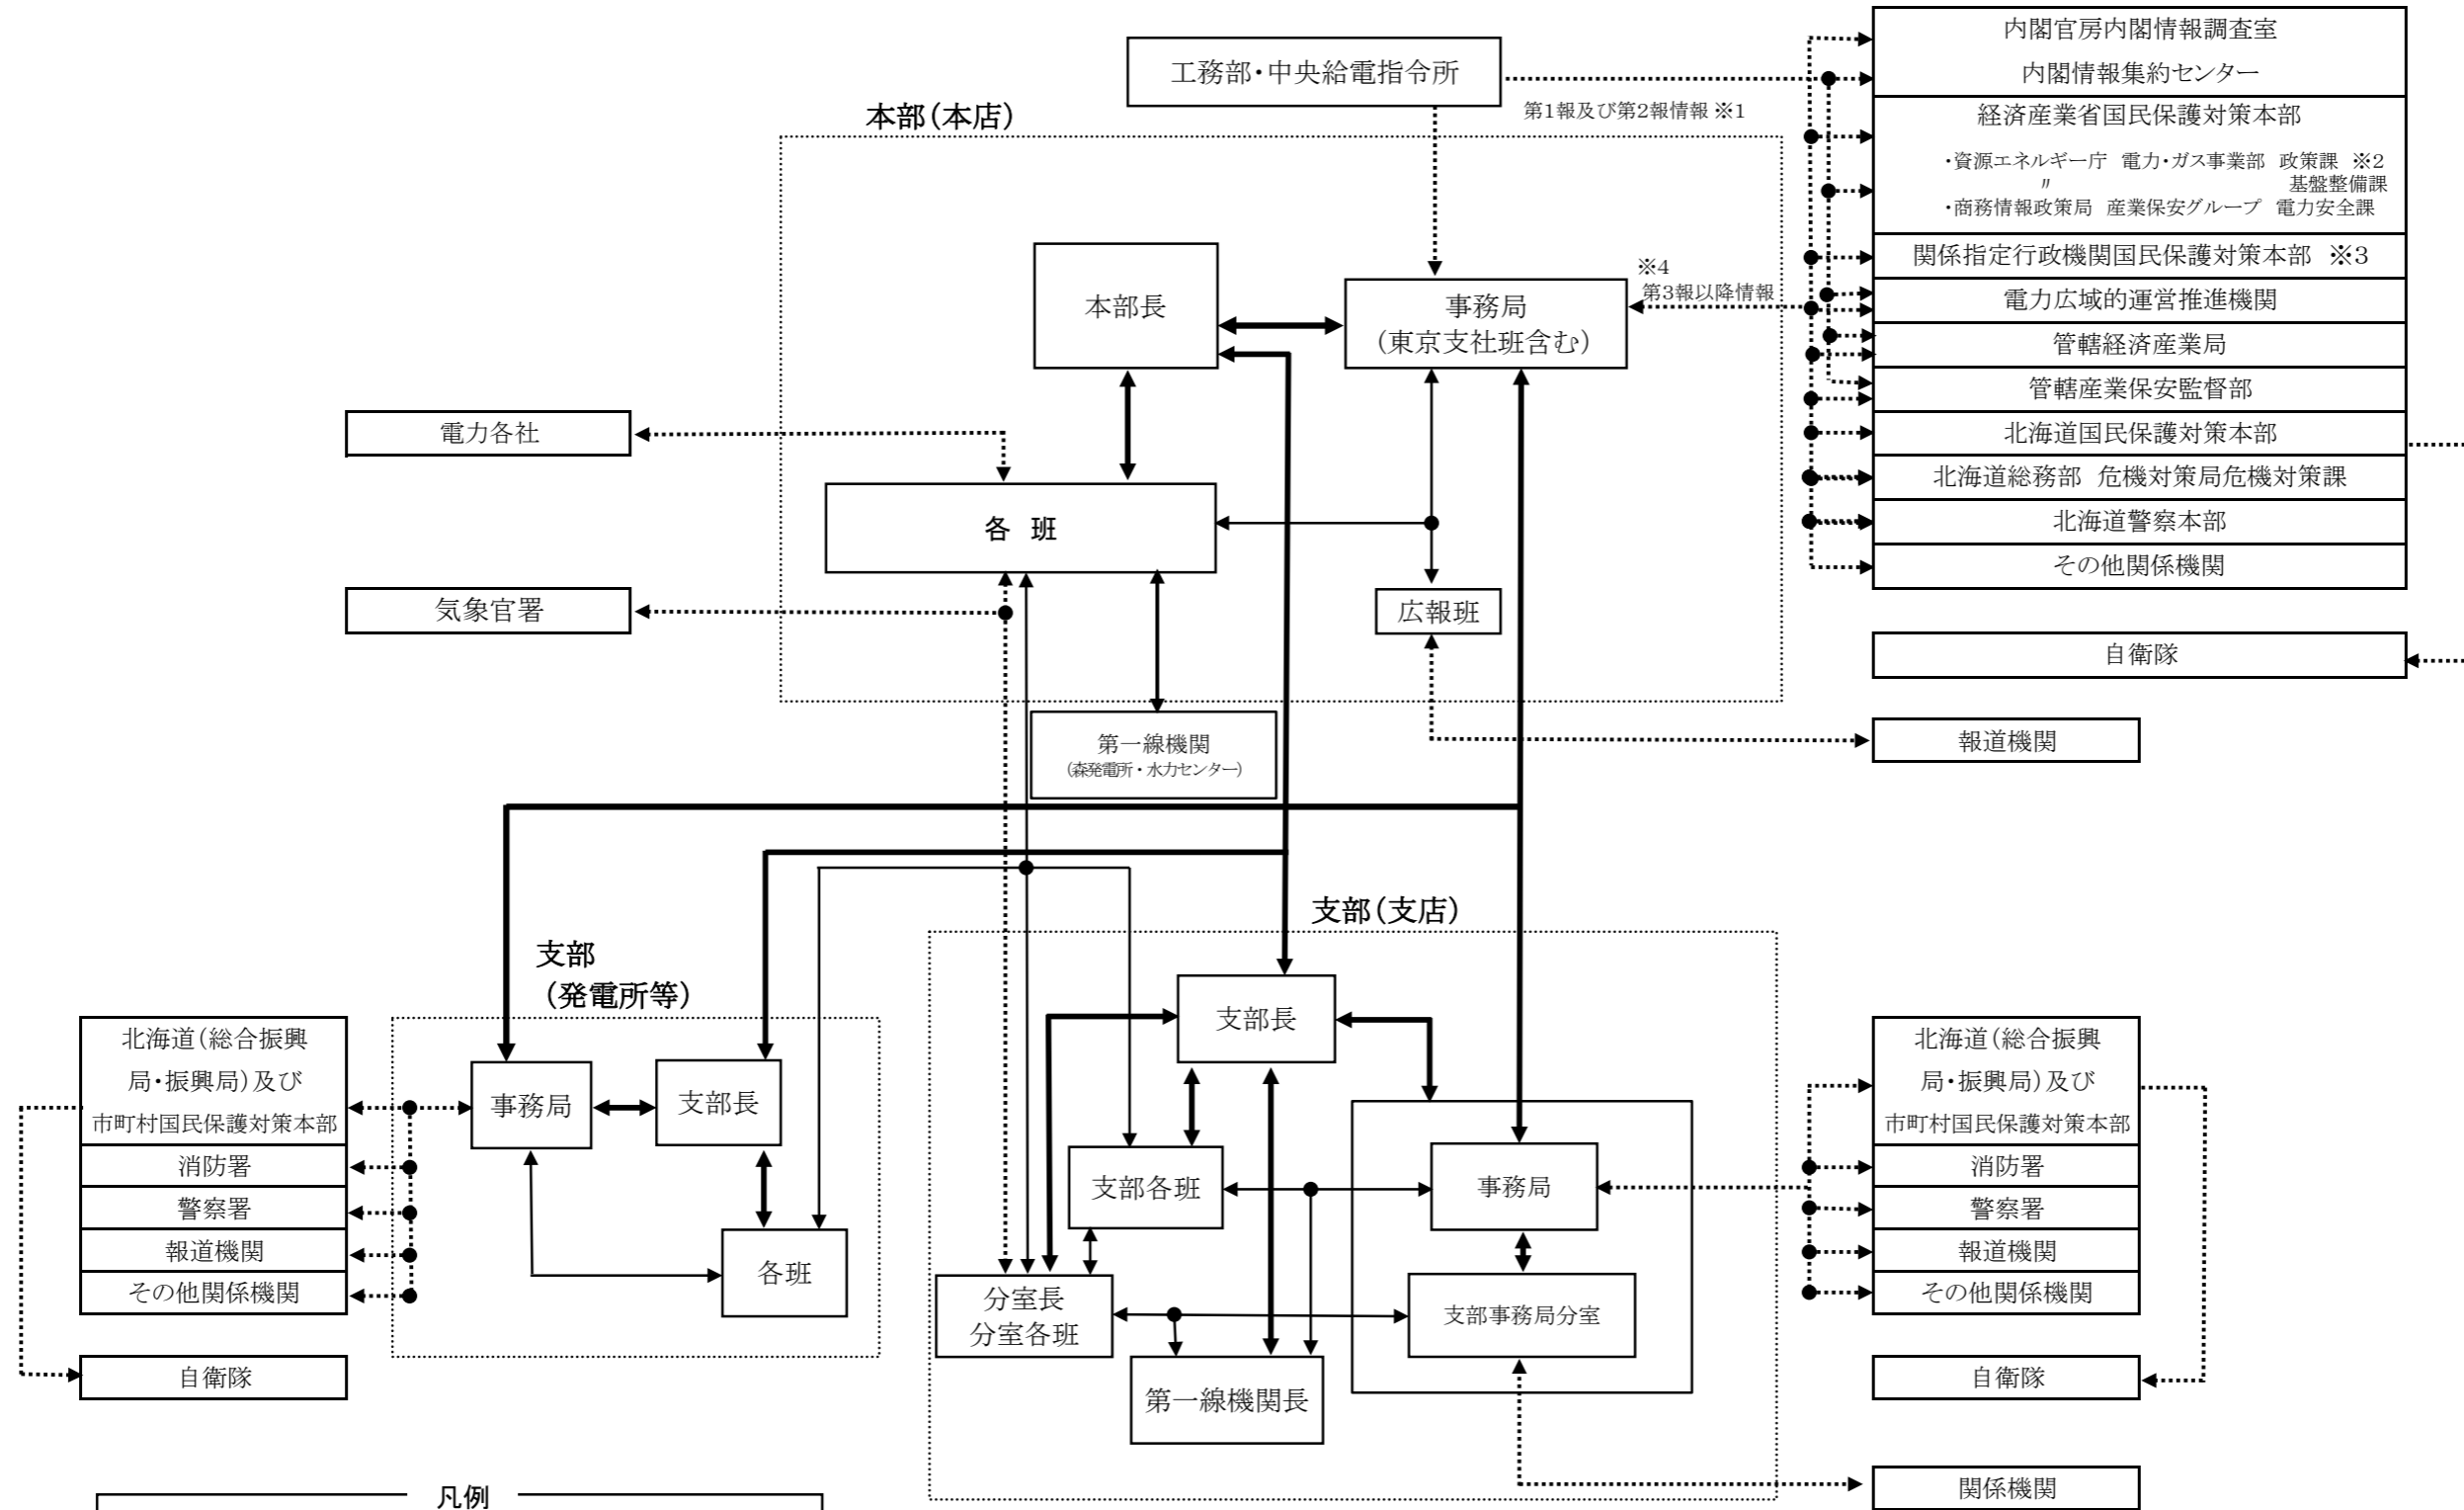 工務部・中央給電指令所
第1報及び第2報情報 ※1
本部(本店)
内閣官房内閣情報調査室
内閣情報集約センター
経済産業省国民保護対策本部
・資源エネルギー庁 電力・ガス事業部 政策課 ※2
〃 基盤整備課
・商務情報政策局 産業保安グループ 電力安全課
関係指定行政機関国民保護対策本部 ※3
電力広域的運営推進機関
管轄経済産業局
管轄産業保安監督部
北海道国民保護対策本部
北海道総務部 危機対策局危機対策課
北海道警察本部
その他関係機関
自衛隊
報道機関
本部長
事務局
(東京支社班含む)
※4
第3報以降情報
電力各社
各 班
気象官署
広報班
第一線機関
(森発電所・水力センター)
支部
(発電所等)
北海道(総合振興
局・振興局)及び
市町村国民保護対策本部
消防署
警察署
報道機関
その他関係機関
自衛隊
事務局
支部長
各班
支部(支店)
支部長
支部各班
事務局
分室長
分室各班
支部事務局分室
第一線機関長
北海道(総合振興
局・振興局)及び
市町村国民保護対策本部
消防署
警察署
報道機関
その他関係機関
自衛隊
関係機関
凡例